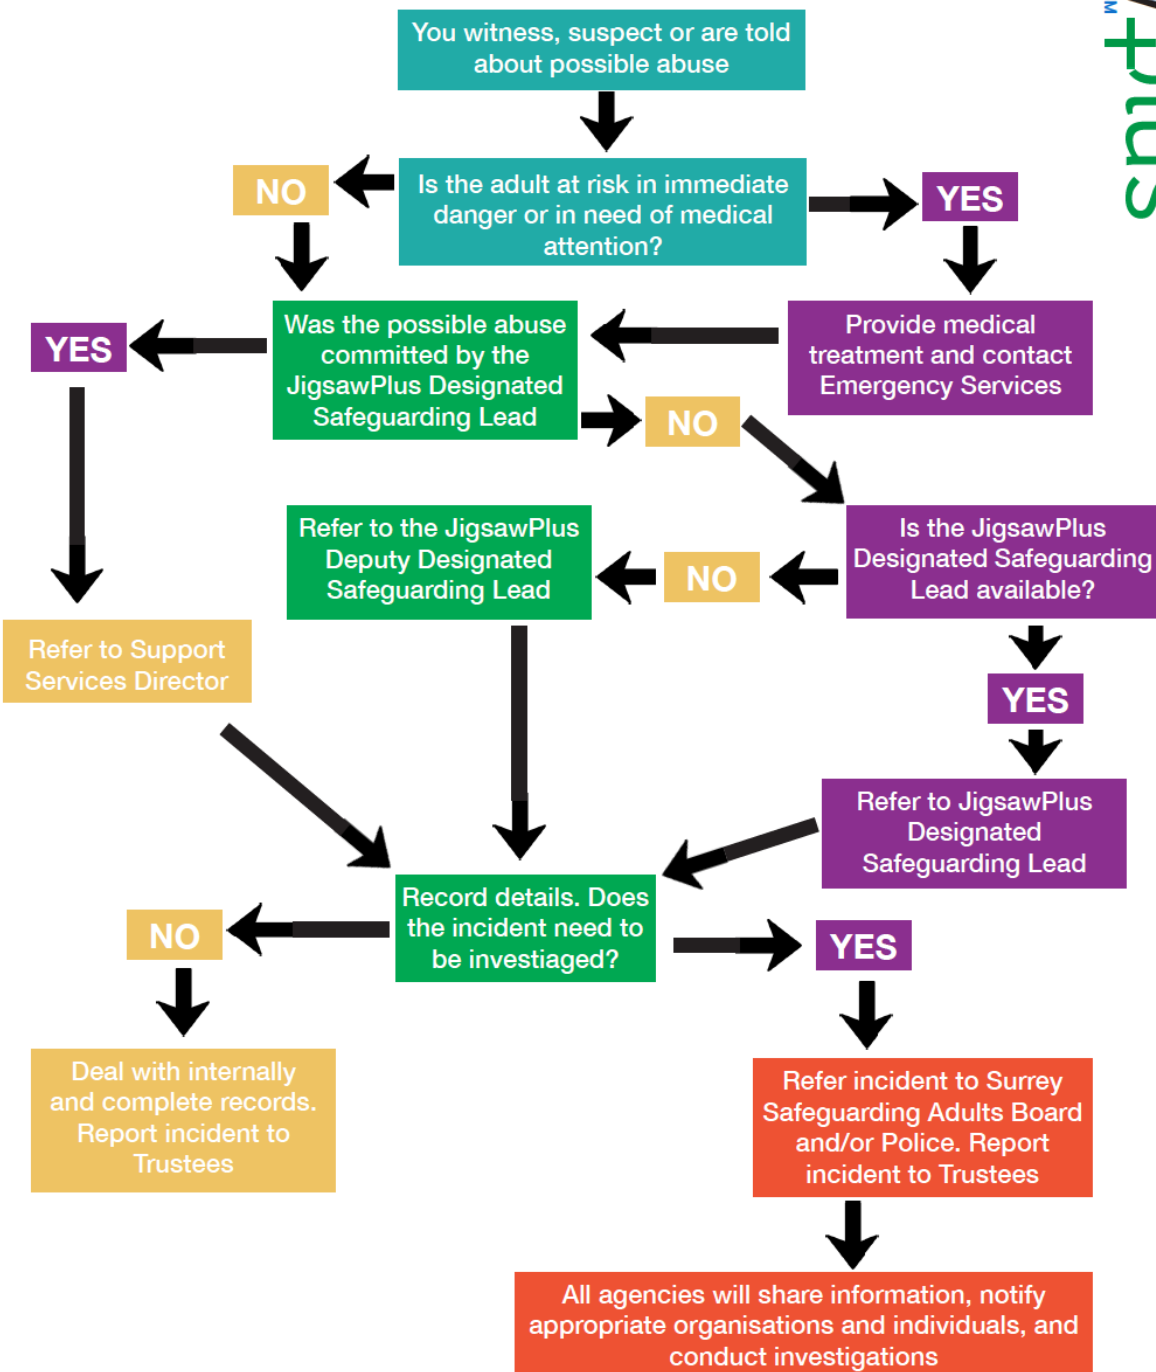 You witness, suspect or are told
about possible abuse
NO
Is the adult at risk in immediate
danger or in need of medical
attention?
YES
YES
Was the possible abuse
committed by the
JigsawPlus Designated
Safeguarding Lead
Provide medical
treatment and contact
Emergency Services
NO
Refer to the JigsawPlus
Deputy Designated
Safeguarding Lead
NO
Is the JigsawPlus
Designated Safeguarding
Lead available?
Refer to Support
Services Director
YES
Refer to JigsawPlus
Designated
Safeguarding Lead
Record details. Does
the incident need to
be investiaged?
NO
YES
Deal with internally
and complete records.
Report incident to
Trustees
Refer incident to Surrey
Safeguarding Adults Board
and/or Police. Report
incident to Trustees
All agencies will share information, notify
appropriate organisations and individuals, and
conduct investigations